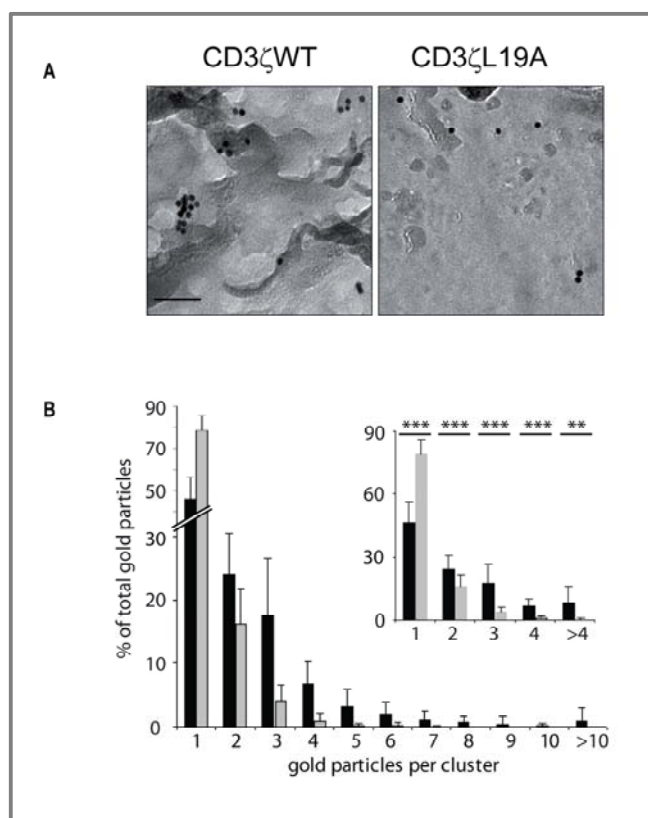 CD3ζWT
CD3ζL19A
A
B
% of total gold particles
90
70
50
30
20
10
0
1 2 3 4 5 6 7 8 9 10 >10
gold particles per cluster
*** *** *** *** **
90
60
30
0
1 2 3 4 >4